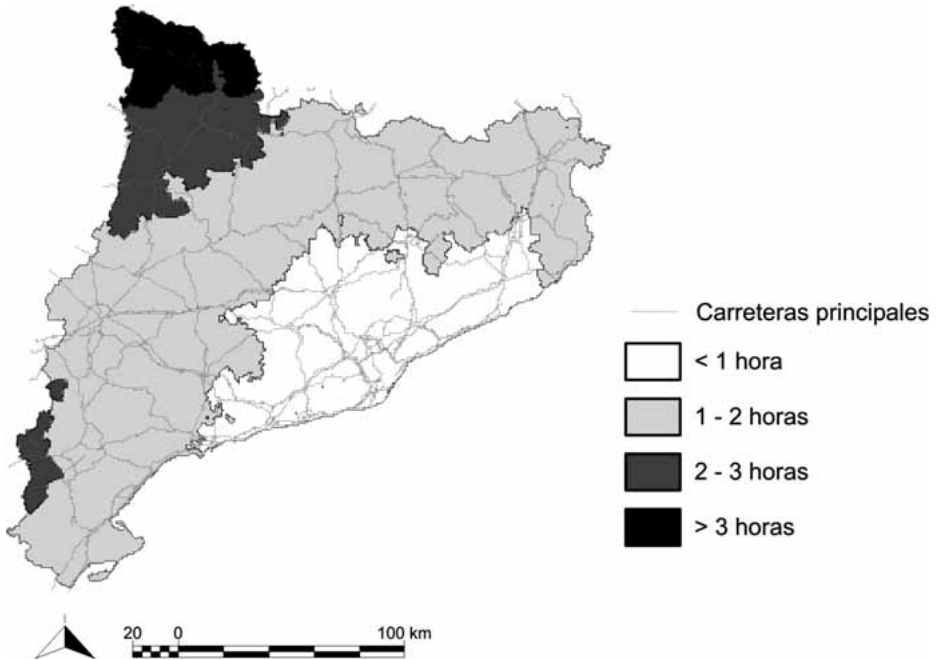 Carreteras principales
< 1 hora
1 - 2 horas
2 - 3 horas
> 3 horas
20 0 100 km